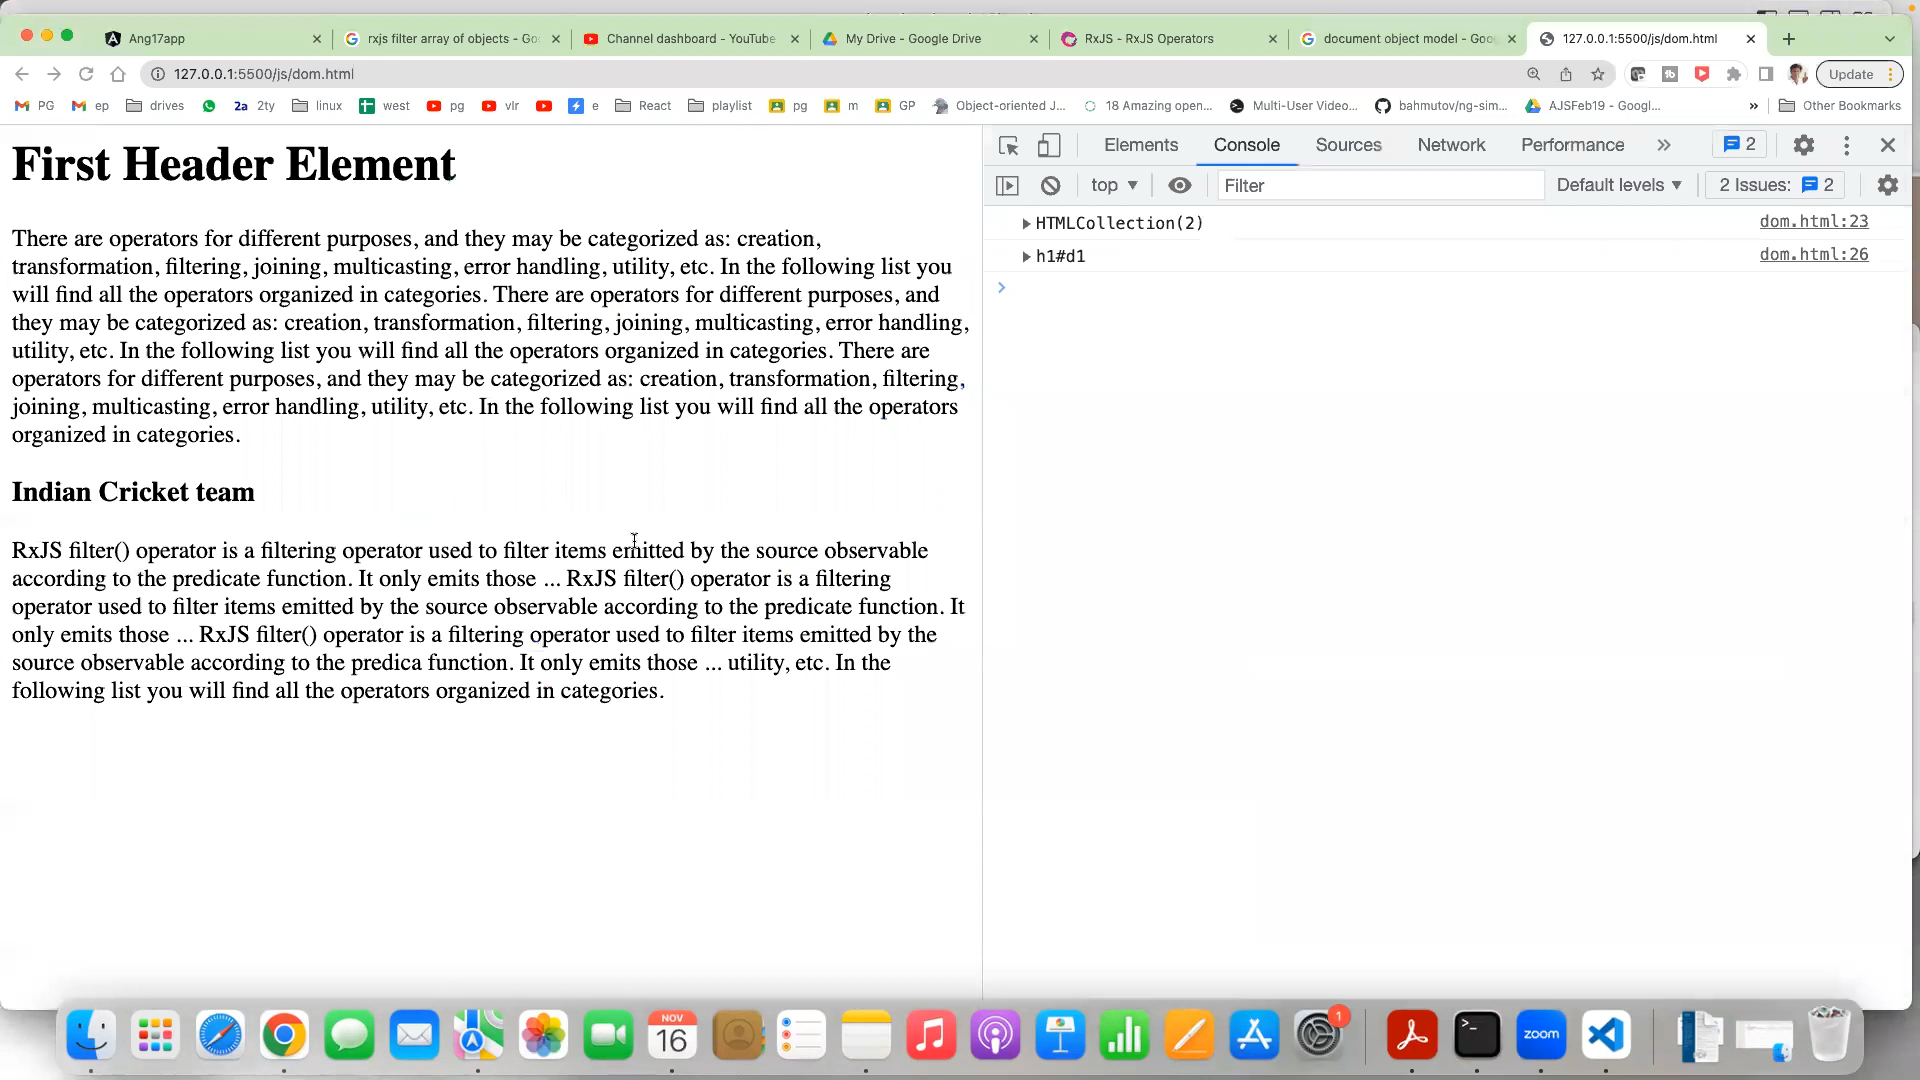 Ang17app
rxjs filter array of objects - Goo
Channel dashboard - YouTube
My Drive - Google Drive
RxJS - RxJS Operators
document object model - Goog
127.0.0.1:5500/js/dom.html
127.0.0.1:5500/js/dom.html
Update
PG
ep
drives
2a 2ty
linux
west
pg
vlr
e
React
playlist
pg
m
GP
Object-oriented J...
18 Amazing open...
Multi-User Video...
bahmutov/ng-sim...
AJSFeb19 - Googl...
»
Other Bookmarks
First Header Element
There are operators for different purposes, and they may be categorized as: creation,
transformation, filtering, joining, multicasting, error handling, utility, etc. In the following list you
will find all the operators organized in categories. There are operators for different purposes, and
they may be categorized as: creation, transformation, filtering, joining, multicasting, error handling,
utility, etc. In the following list you will find all the operators organized in categories. There are
operators for different purposes, and they may be categorized as: creation, transformation, filtering,
joining, multicasting, error handling, utility, etc. In the following list you will find all the operators
organized in categories.
Indian Cricket team
RxJS filter() operator is a filtering operator used to filter items emitted by the source observable
according to the predicate function. It only emits those ... RxJS filter() operator is a filtering
operator used to filter items emitted by the source observable according to the predicate function. It
only emits those ... RxJS filter() operator is a filtering operator used to filter items emitted by the
source observable according to the predica function. It only emits those ... utility, etc. In the
following list you will find all the operators organized in categories.
Elements
Console
Sources
Network
Performance
»
2
top
Filter
Default levels
2 Issues: 2
HTMLCollection(2)
dom.html:23
h1#d1
dom.html:26
NOV
16
1
zoom